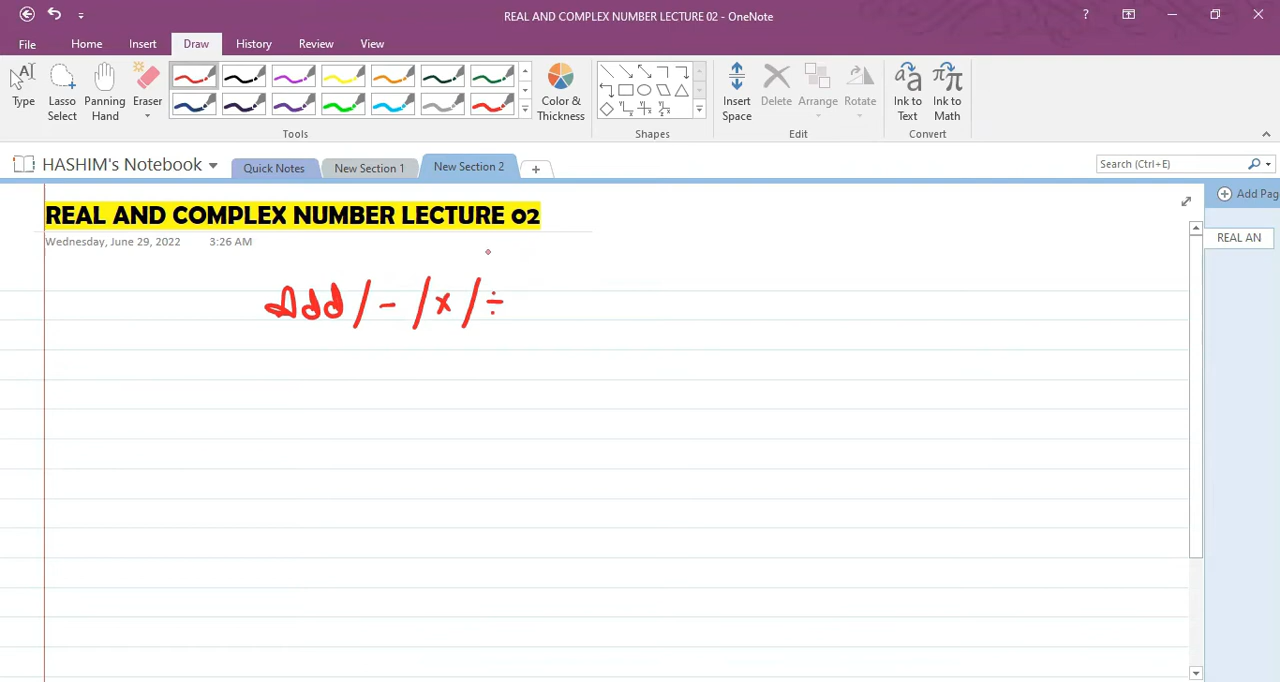 REAL AND COMPLEX NUMBER LECTURE 02 - OneNote
?
File Home Insert Draw History Review View
Type
Lasso Select
Panning Hand
Eraser
Color & Thickness
Insert Space
Delete
Arrange
Rotate
Ink to Text
Ink to Math
Tools
Shapes
Edit
Convert
HASHIM's Notebook
Quick Notes
New Section 1
New Section 2
Search (Ctrl+E)
Add Pag
REAL AN
REAL AND COMPLEX NUMBER LECTURE 02
Wednesday, June 29, 2022 3:26 AM
Add / - / x / ÷